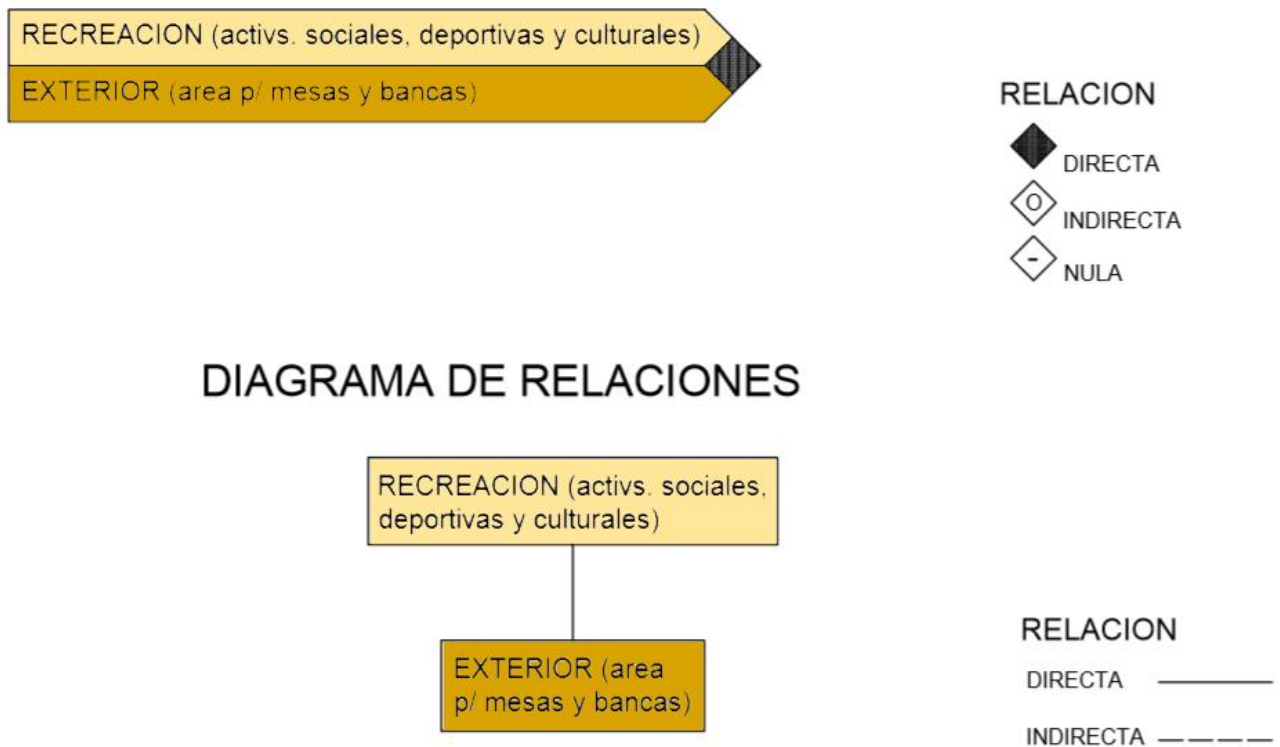 RECREACION (activs. sociales, deportivas y culturales)
EXTERIOR (area p/ mesas y bancas)
RELACION
DIRECTA
O
INDIRECTA
-
NULA
DIAGRAMA DE RELACIONES
RECREACION (activs. sociales,
deportivas y culturales)
EXTERIOR (area
p/ mesas y bancas)
RELACION
DIRECTA
INDIRECTA